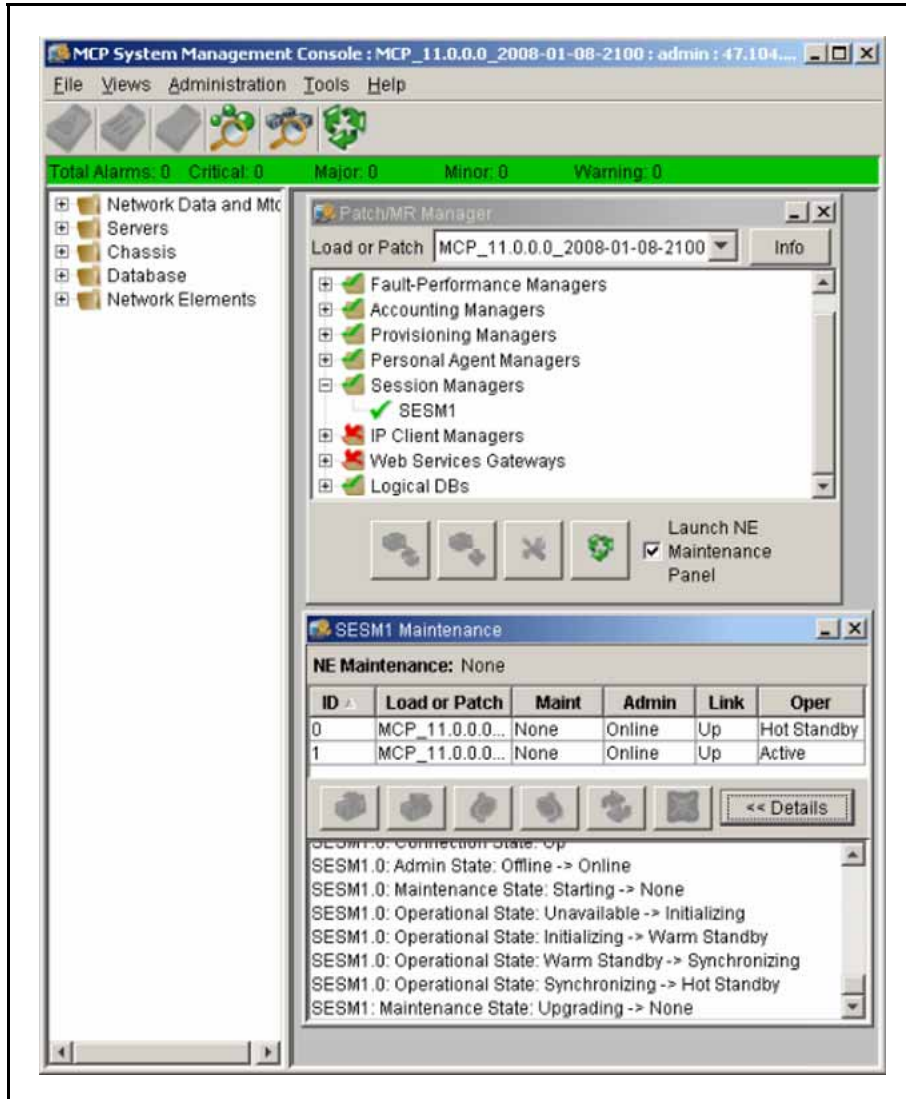 MCP System Management Console : MCP_11.0.0.0_2008-01-08-2100 : admin : 47.104....
File Views Administration Tools Help
Total Alarms: 0 Critical: 0 Major: 0 Minor: 0 Warning: 0
Network Data and Mtc
Servers
Chassis
Database
Network Elements
Patch/MR Manager
Load or Patch MCP_11.0.0.0_2008-01-08-2100 Info
Fault-Performance Managers
Accounting Managers
Provisioning Managers
Personal Agent Managers
Session Managers
SESM1
IP Client Managers
Web Services Gateways
Logical DBs
Launch NE
Maintenance
Panel
SESM1 Maintenance
NE Maintenance: None
ID Load or Patch Maint Admin Link Oper
0 MCP_11.0.0.0... None Online Up Hot Standby
1 MCP_11.0.0.0... None Online Up Active
<< Details
SESM1.0: Connection State: Up
SESM1.0: Admin State: Offline -> Online
SESM1.0: Maintenance State: Starting -> None
SESM1.0: Operational State: Unavailable -> Initializing
SESM1.0: Operational State: Initializing -> Warm Standby
SESM1.0: Operational State: Warm Standby -> Synchronizing
SESM1.0: Operational State: Synchronizing -> Hot Standby
SESM1: Maintenance State: Upgrading -> None